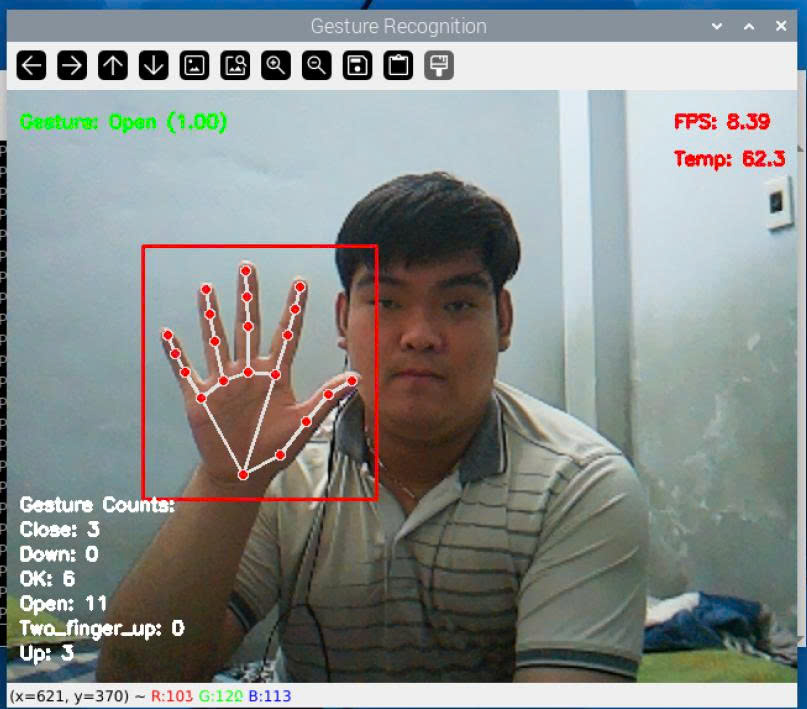 Gesture Recognition
Gesture: Open (1.00)
FPS: 8.39
Temp: 62.3
Gesture Counts:
Close: 3
Down: 0
OK: 6
Open: 11
Two_finger_up: 0
Up: 3
(x=621, y=370) ~ R:103 G:120 B:113